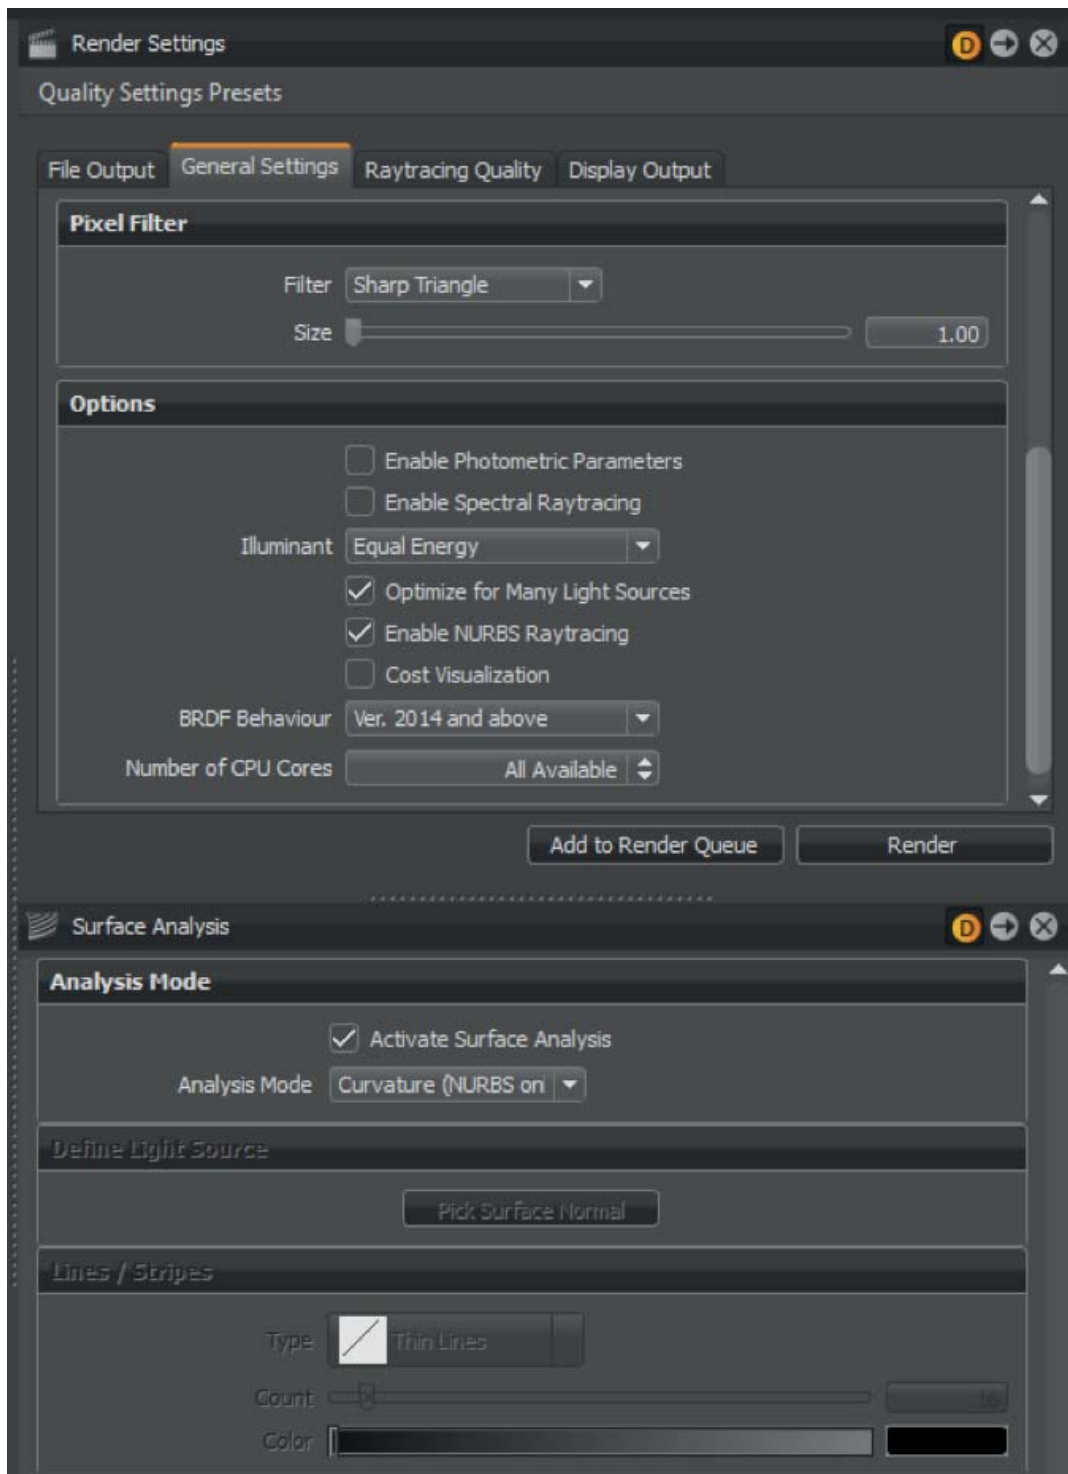 Render Settings
D
Quality Settings Presets
File Output General Settings Raytracing Quality Display Output
Pixel Filter
Filter Sharp Triangle
Size 1.00
Options
Enable Photometric Parameters
Enable Spectral Raytracing
Illuminant Equal Energy
Optimize for Many Light Sources
Enable NURBS Raytracing
Cost Visualization
BRDF Behaviour Ver. 2014 and above
Number of CPU Cores All Available
Add to Render Queue Render
Surface Analysis
D
Analysis Mode
Activate Surface Analysis
Analysis Mode Curvature (NURBS on
Define Light Source
Pick Surface Normal
Lines / Stripes
Type Thin Lines
Count 16
Color